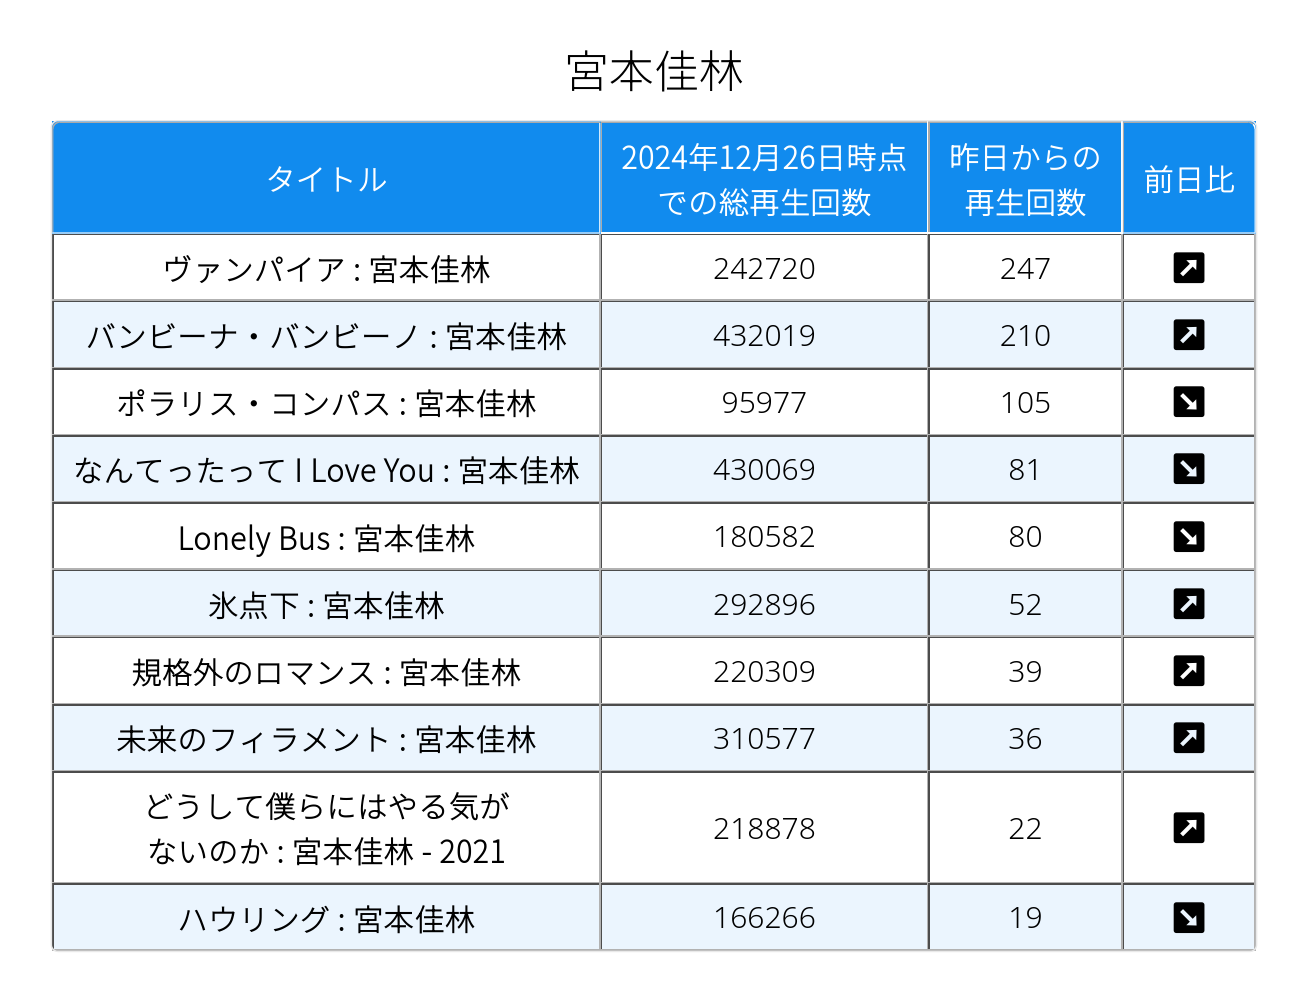 宮本佳林
タイトル
2024年12月26日時点
での総再生回数
昨日からの
再生回数
前日比
ヴァンパイア : 宮本佳林 242720 247 ↗
バンビーナ・バンビーノ : 宮本佳林 432019 210 ↗
ポラリス・コンパス : 宮本佳林 95977 105 ↘
なんてったって I Love You : 宮本佳林 430069 81 ↘
Lonely Bus : 宮本佳林 180582 80 ↘
氷点下 : 宮本佳林 292896 52 ↗
規格外のロマンス : 宮本佳林 220309 39 ↗
未来のフィラメント : 宮本佳林 310577 36 ↗
どうして僕らにはやる気が
ないのか : 宮本佳林 - 2021 218878 22 ↗
ハウリング : 宮本佳林 166266 19 ↘